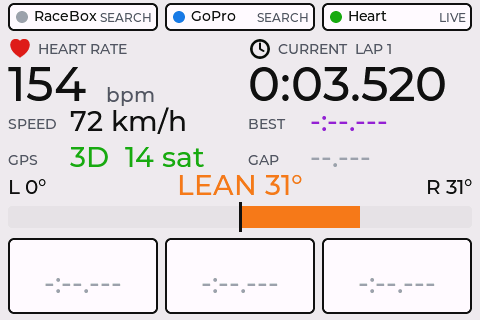 RaceBox SEARCH GoPro SEARCH Heart LIVE
HEART RATE CURRENT LAP 1
154 bpm 0:03.520
SPEED 72 km/h BEST -:--.---
GPS 3D 14 sat GAP --.---
L 0° LEAN 31° R 31°
-:--.--- -:--.--- -:--.---